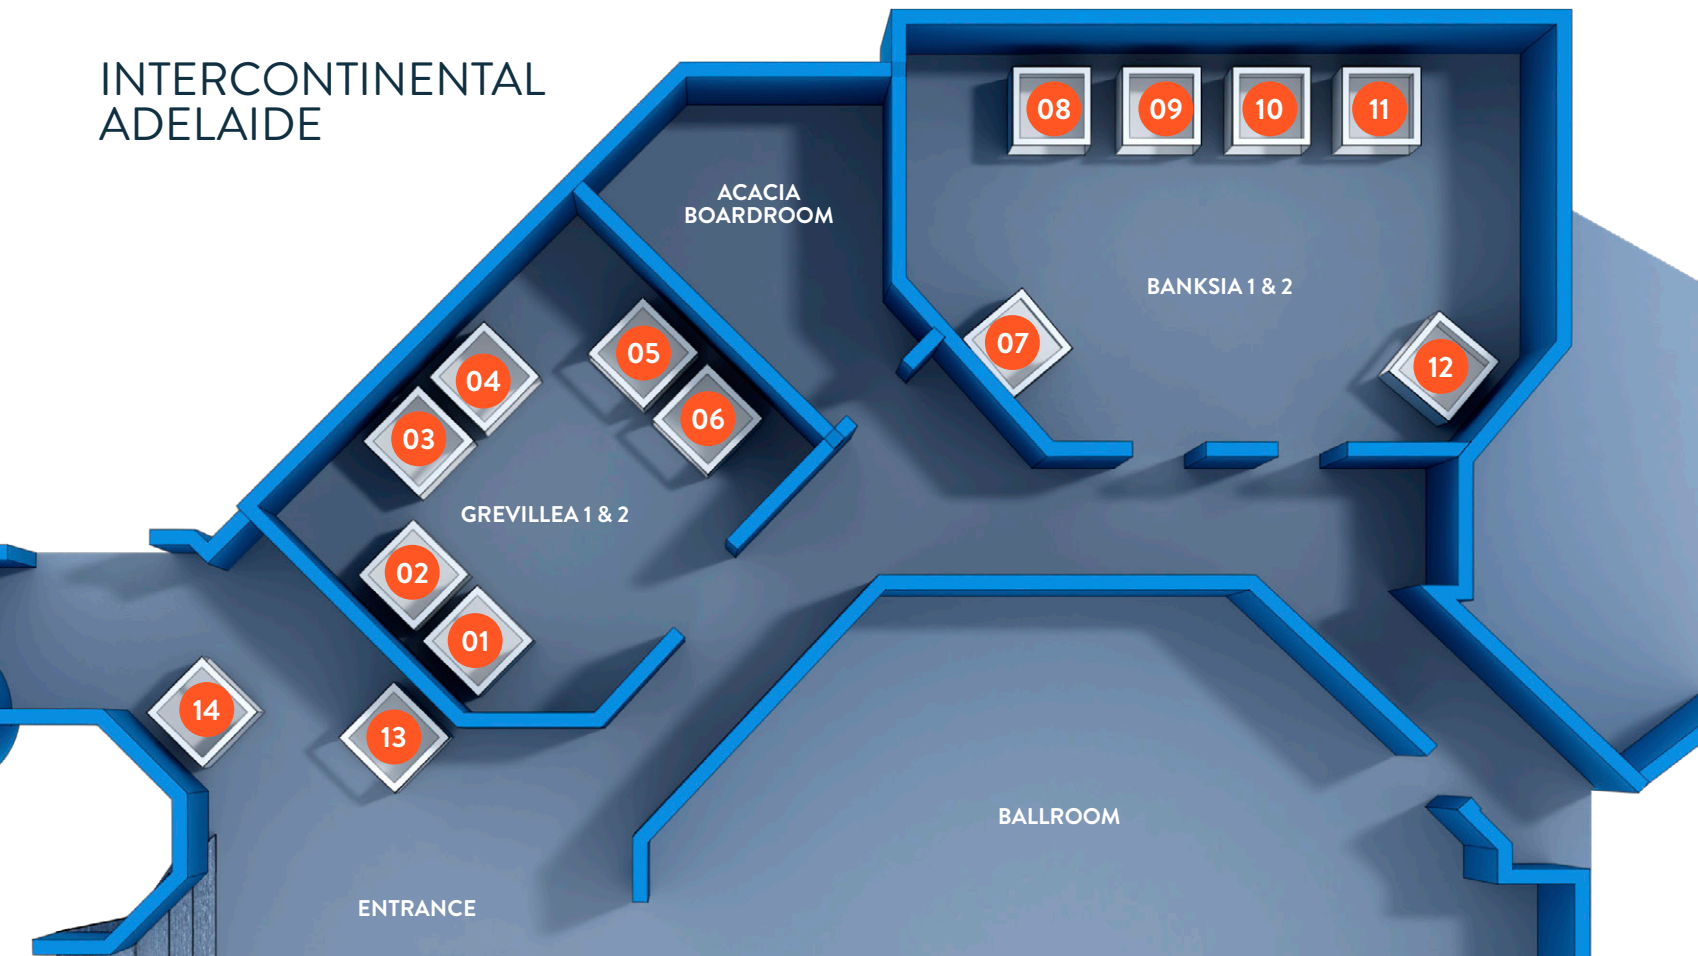 INTERCONTINENTAL
ADELAIDE
08
09
10
11
ACACIA
BOARDROOM
BANKSIA 1 & 2
07
12
05
04
06
03
GREVILLEA 1 & 2
02
01
14
13
BALLROOM
ENTRANCE